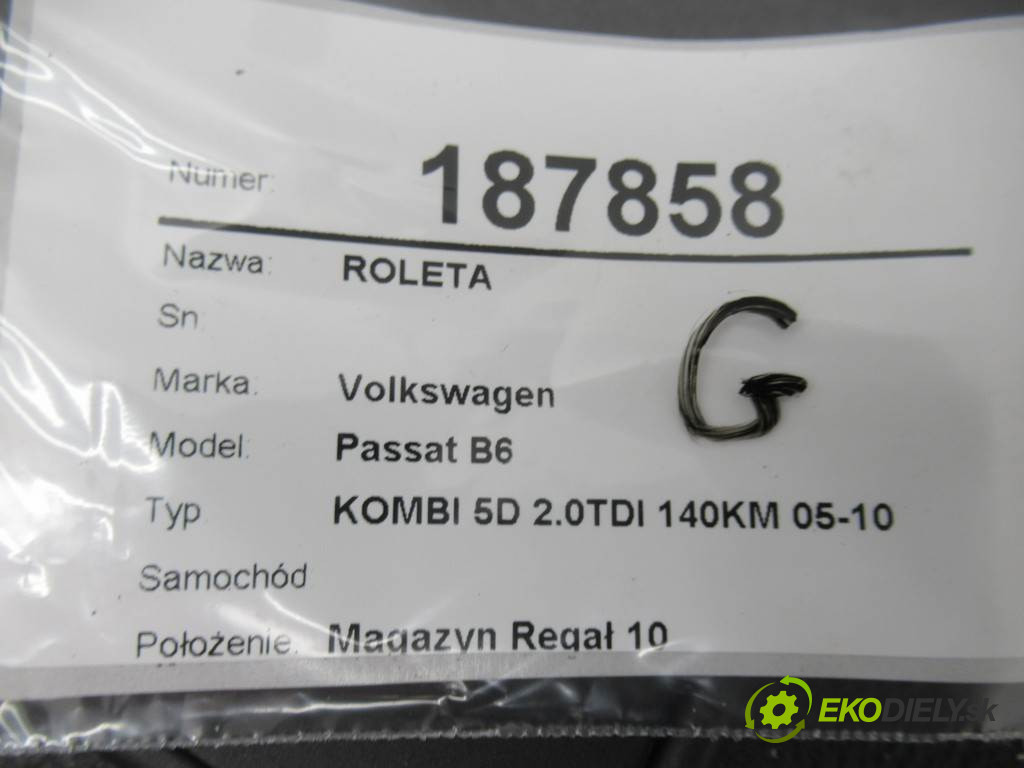 Numer: 187858
Nazwa: ROLETA
Sn
G
Marka: Volkswagen
Model: Passat B6
Typ KOMBI 5D 2.0TDI 140KM 05-10
Samochód
Położenie: Magazyn Regał 10
EKODIELY.sk